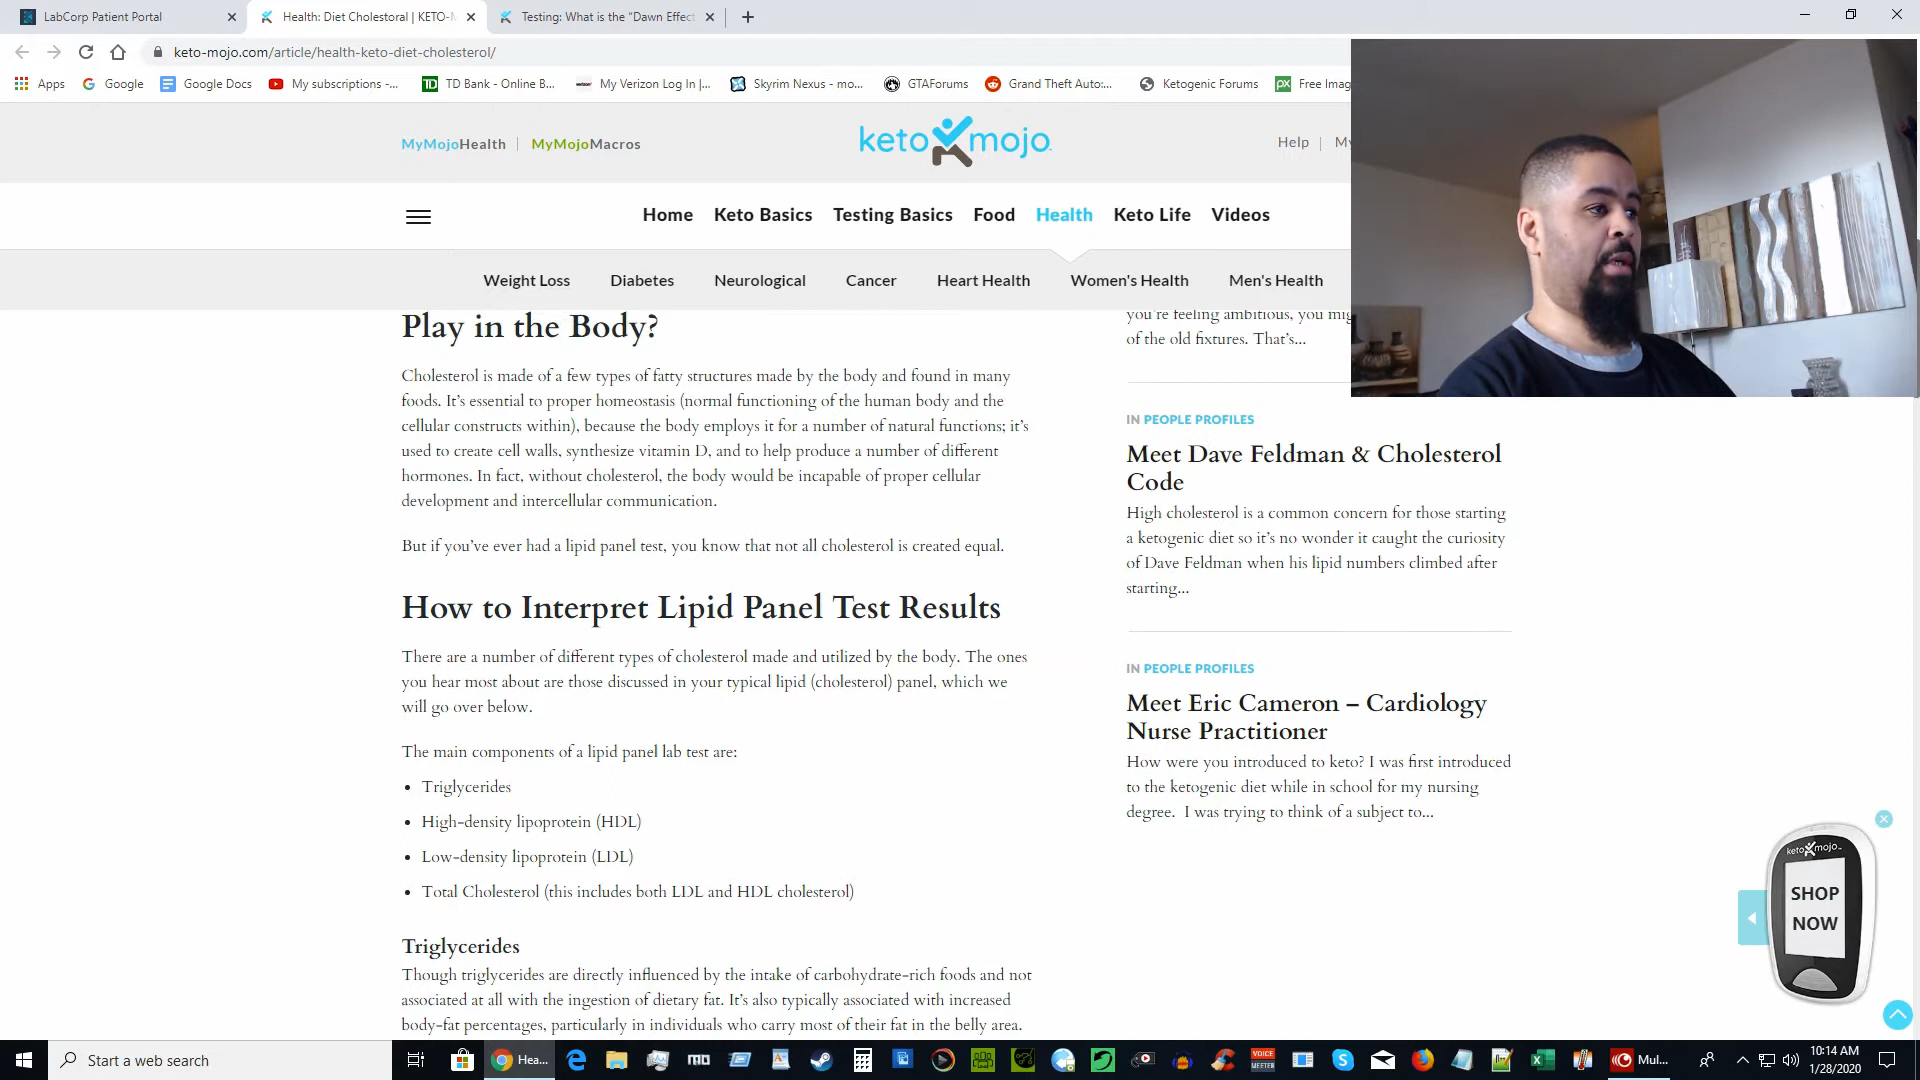 LabCorp Patient Portal
Health: Diet Cholestoral | KETO-M
Testing: What is the "Dawn Effect
keto-mojo.com/article/health-keto-diet-cholesterol/
Apps
Google
Google Docs
My subscriptions -...
TD
TD Bank - Online B...
My Verizon Log In |...
Skyrim Nexus - mo...
GTAForums
Grand Theft Auto:...
Ketogenic Forums
px
Free Imag
MyMojoHealth | MyMojoMacros
keto mojo
Help | My
Home Keto Basics Testing Basics Food Health Keto Life Videos
Weight Loss Diabetes Neurological Cancer Heart Health Women's Health Men's Health
Play in the Body?
Cholesterol is made of a few types of fatty structures made by the body and found in many
foods. It's essential to proper homeostasis (normal functioning of the human body and the
cellular constructs within), because the body employs it for a number of natural functions; it's
used to create cell walls, synthesize vitamin D, and to help produce a number of different
hormones. In fact, without cholesterol, the body would be incapable of proper cellular
development and intercellular communication.
But if you've ever had a lipid panel test, you know that not all cholesterol is created equal.
How to Interpret Lipid Panel Test Results
There are a number of different types of cholesterol made and utilized by the body. The ones
you hear most about are those discussed in your typical lipid (cholesterol) panel, which we
will go over below.
The main components of a lipid panel lab test are:
• Triglycerides
• High-density lipoprotein (HDL)
• Low-density lipoprotein (LDL)
• Total Cholesterol (this includes both LDL and HDL cholesterol)
Triglycerides
Though triglycerides are directly influenced by the intake of carbohydrate-rich foods and not
associated at all with the ingestion of dietary fat. It's also typically associated with increased
body-fat percentages, particularly in individuals who carry most of their fat in the belly area.
you're feeling ambitious, you mig
of the old fixtures. That's...
IN PEOPLE PROFILES
Meet Dave Feldman & Cholesterol
Code
High cholesterol is a common concern for those starting
a ketogenic diet so it's no wonder it caught the curiosity
of Dave Feldman when his lipid numbers climbed after
starting...
IN PEOPLE PROFILES
Meet Eric Cameron – Cardiology
Nurse Practitioner
How were you introduced to keto? I was first introduced
to the ketogenic diet while in school for my nursing
degree. I was trying to think of a subject to...
keto mojo
SHOP
NOW
Start a web search
Hea...
mo
VOICE
MEETER
Mul...
10:14 AM
1/28/2020